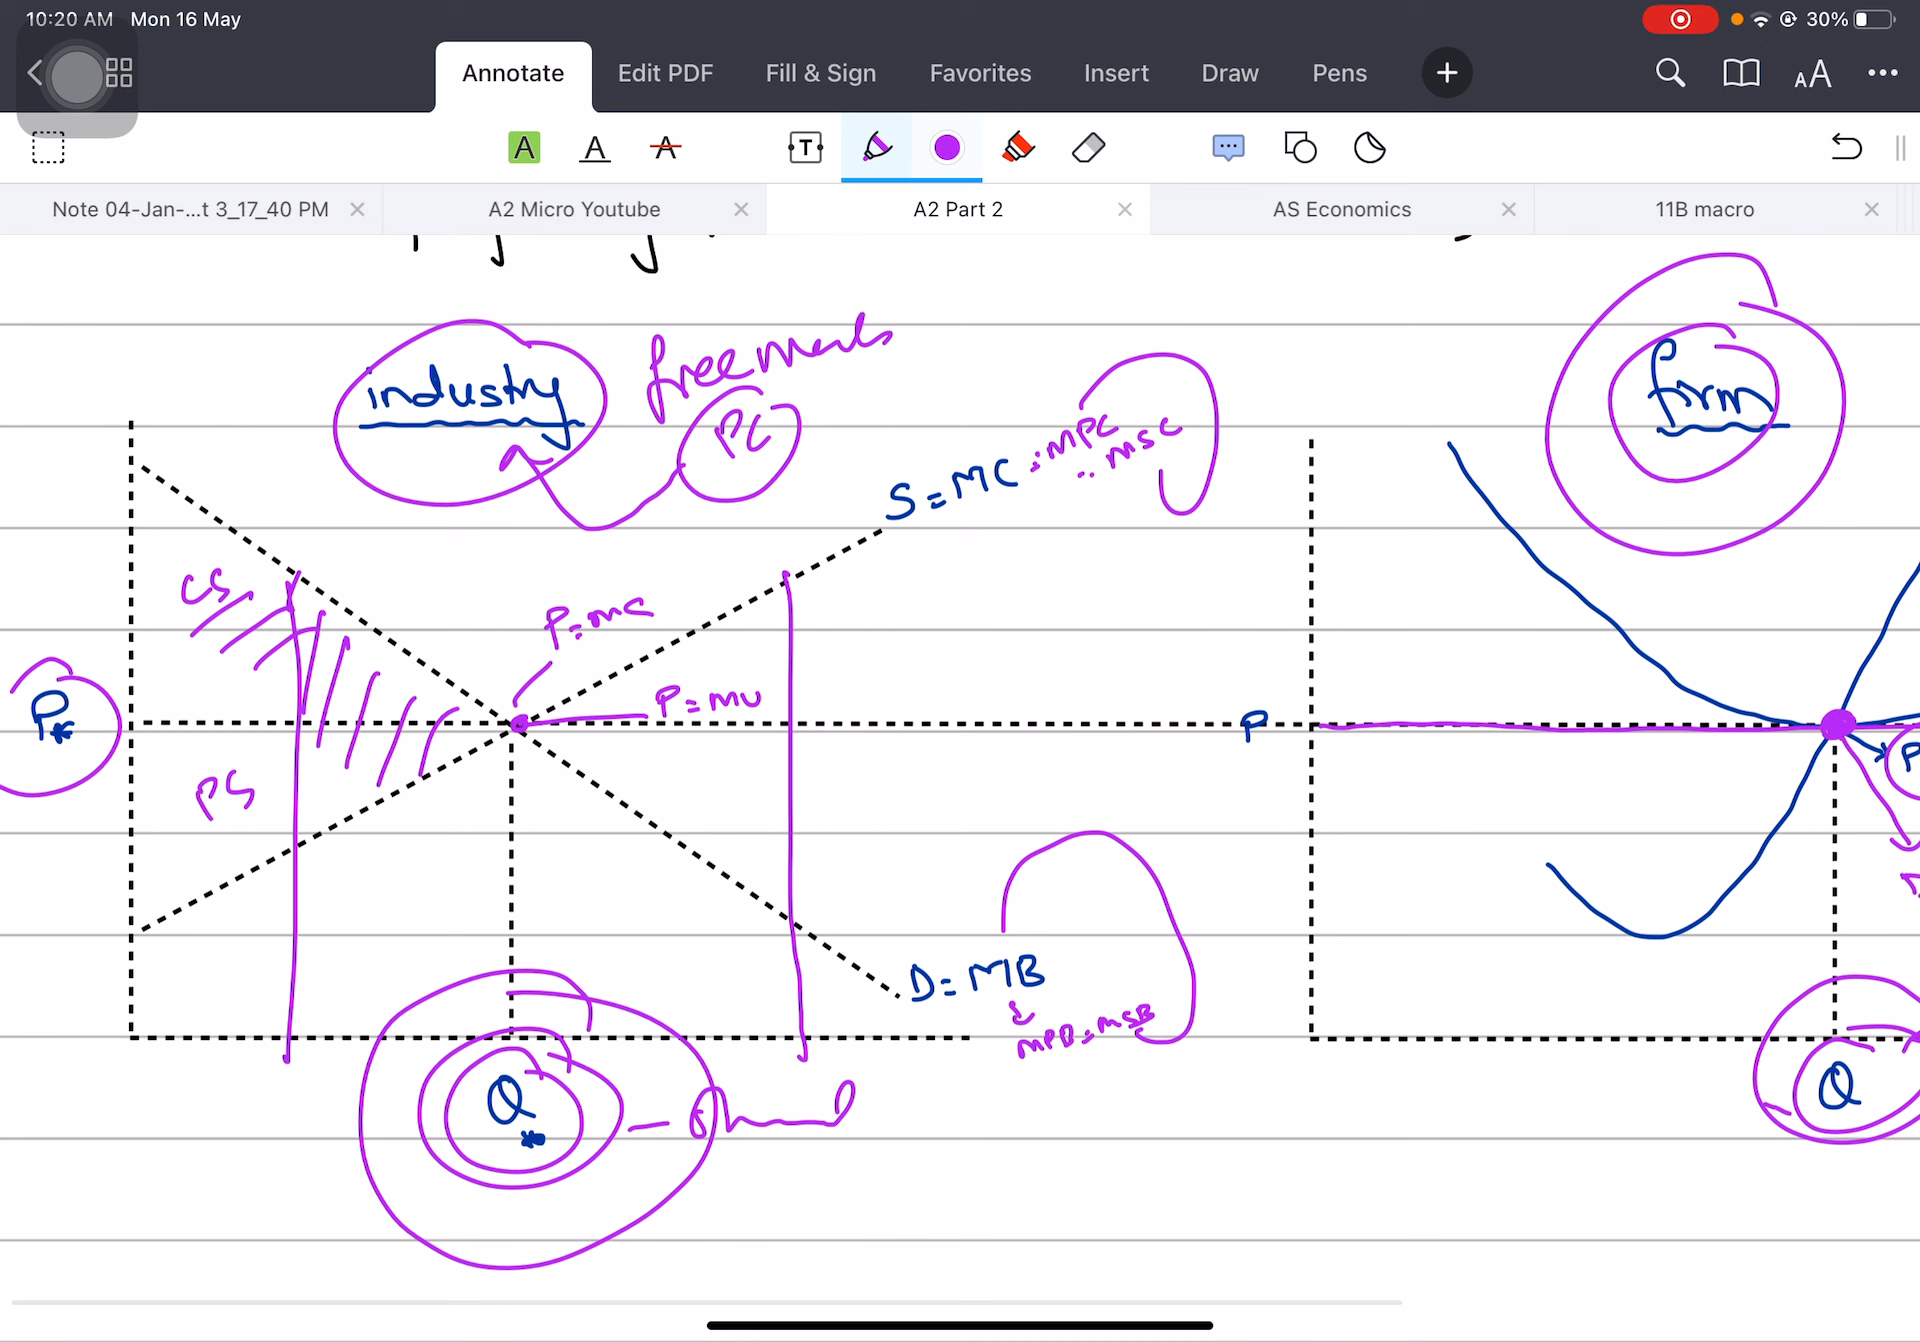 10:20 AM Mon 16 May
30%
Annotate Edit PDF Fill & Sign Favorites Insert Draw Pens
A A A T AA
Note 04-Jan-...t 3_17_40 PM A2 Micro Youtube A2 Part 2 AS Economics 11B macro
industry
PC
firm
S = MC = MPC
= MSC
CS
P = MC
P = MU
P*
P
PS
D = MB
MPB = MSB
Q*
Q